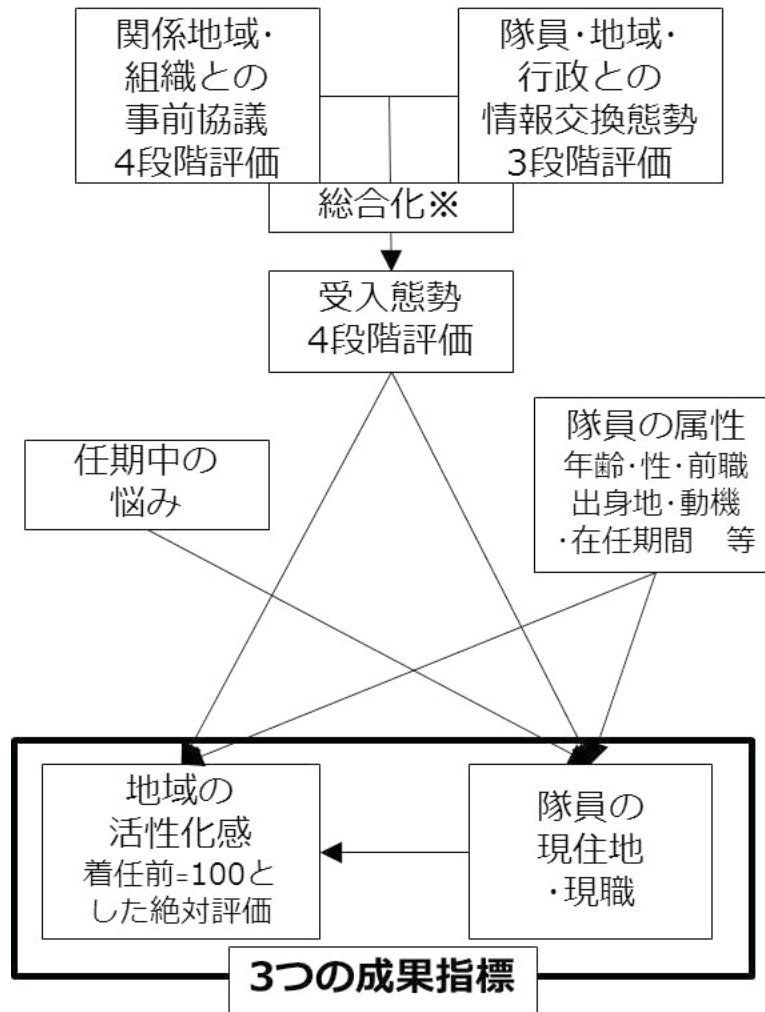 関係地域・
組織との
事前協議
4段階評価
隊員・地域・
行政との
情報交換態勢
3段階評価
総合化※
受入態勢
4段階評価
任期中の
悩み
隊員の属性
年齢・性・前職
出身地・動機
・在任期間　等
地域の
活性化感
着任前=100と
した絶対評価
隊員の
現住地
・現職
3つの成果指標